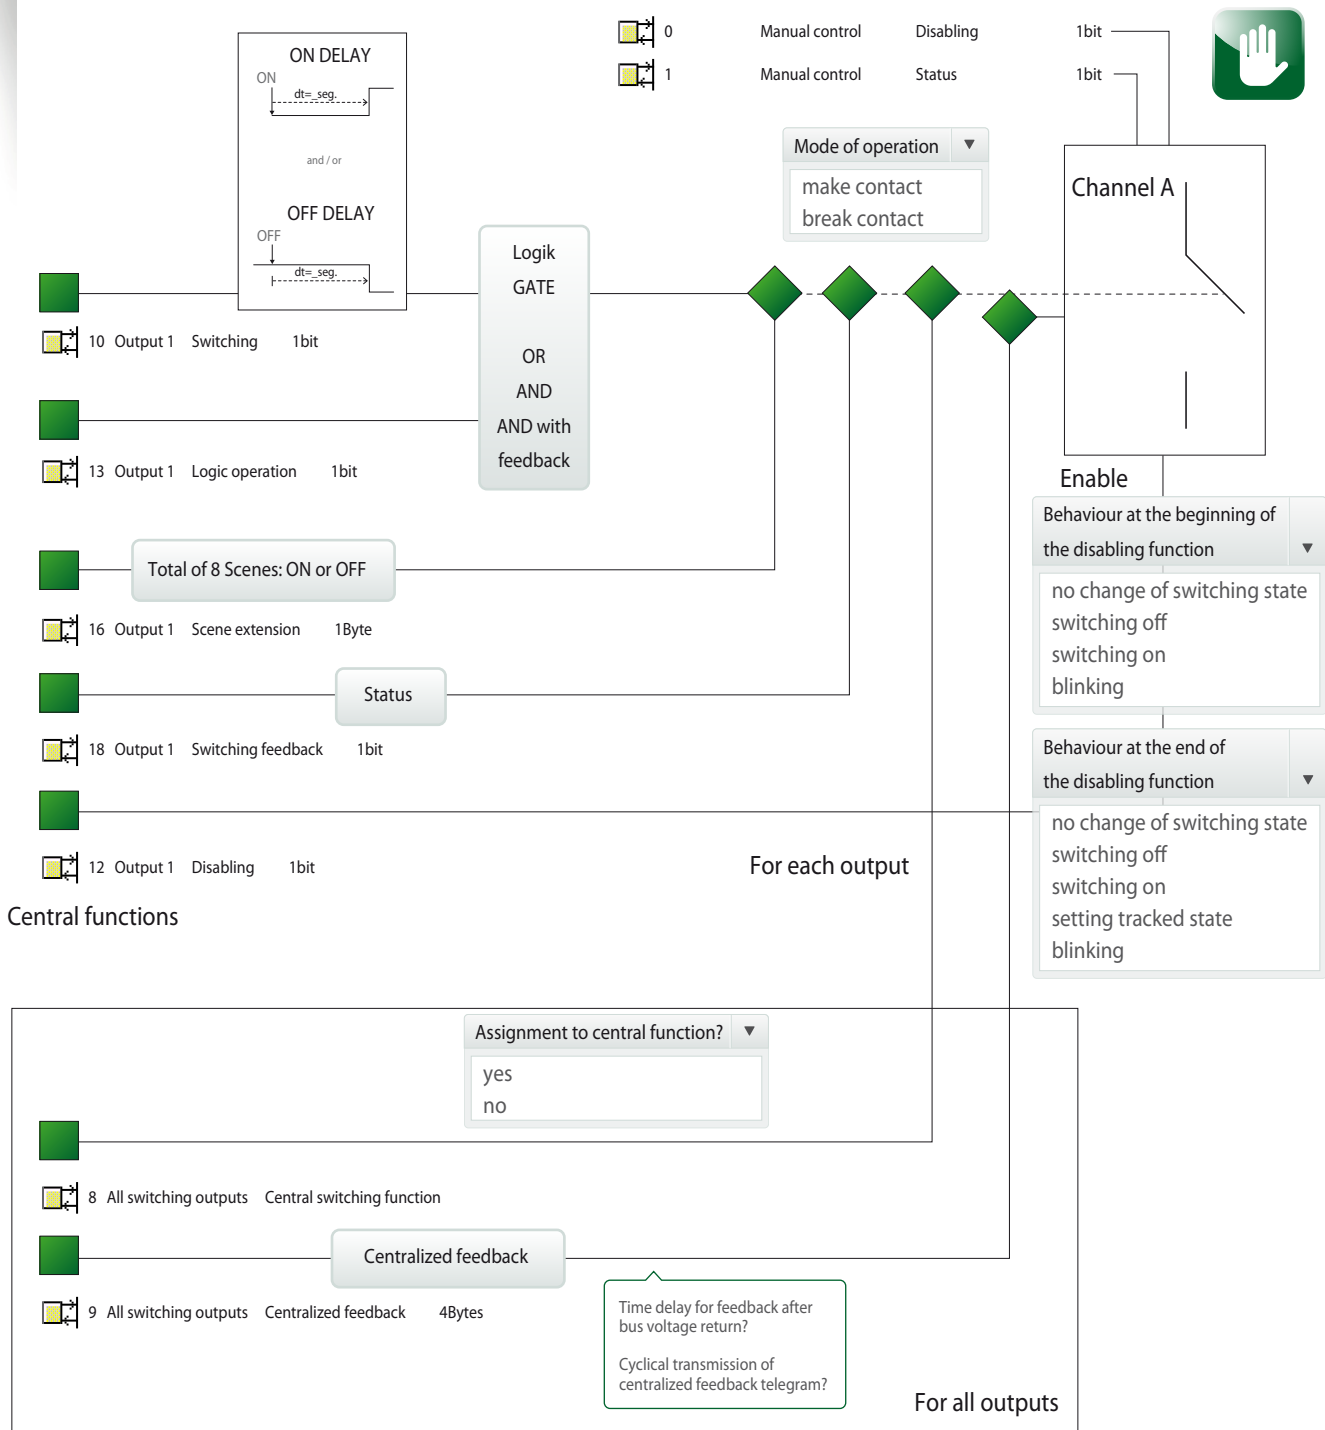 0 Manual control Disabling 1bit
1 Manual control Status 1bit
ON DELAY
ON
dt=_seg.
and / or
OFF DELAY
OFF
dt=_seg.
Mode of operation
make contact
break contact
Channel A
Logik
GATE
OR
AND
AND with
feedback
10 Output 1 Switching 1bit
13 Output 1 Logic operation 1bit
Total of 8 Scenes: ON or OFF
16 Output 1 Scene extension 1Byte
Status
18 Output 1 Switching feedback 1bit
12 Output 1 Disabling 1bit
Enable
Behaviour at the beginning of
the disabling function
no change of switching state
switching off
switching on
blinking
Behaviour at the end of
the disabling function
no change of switching state
switching off
switching on
setting tracked state
blinking
For each output
Central functions
Assignment to central function?
yes
no
8 All switching outputs Central switching function
Centralized feedback
9 All switching outputs Centralized feedback 4Bytes
Time delay for feedback after
bus voltage return?
Cyclical transmission of
centralized feedback telegram?
For all outputs